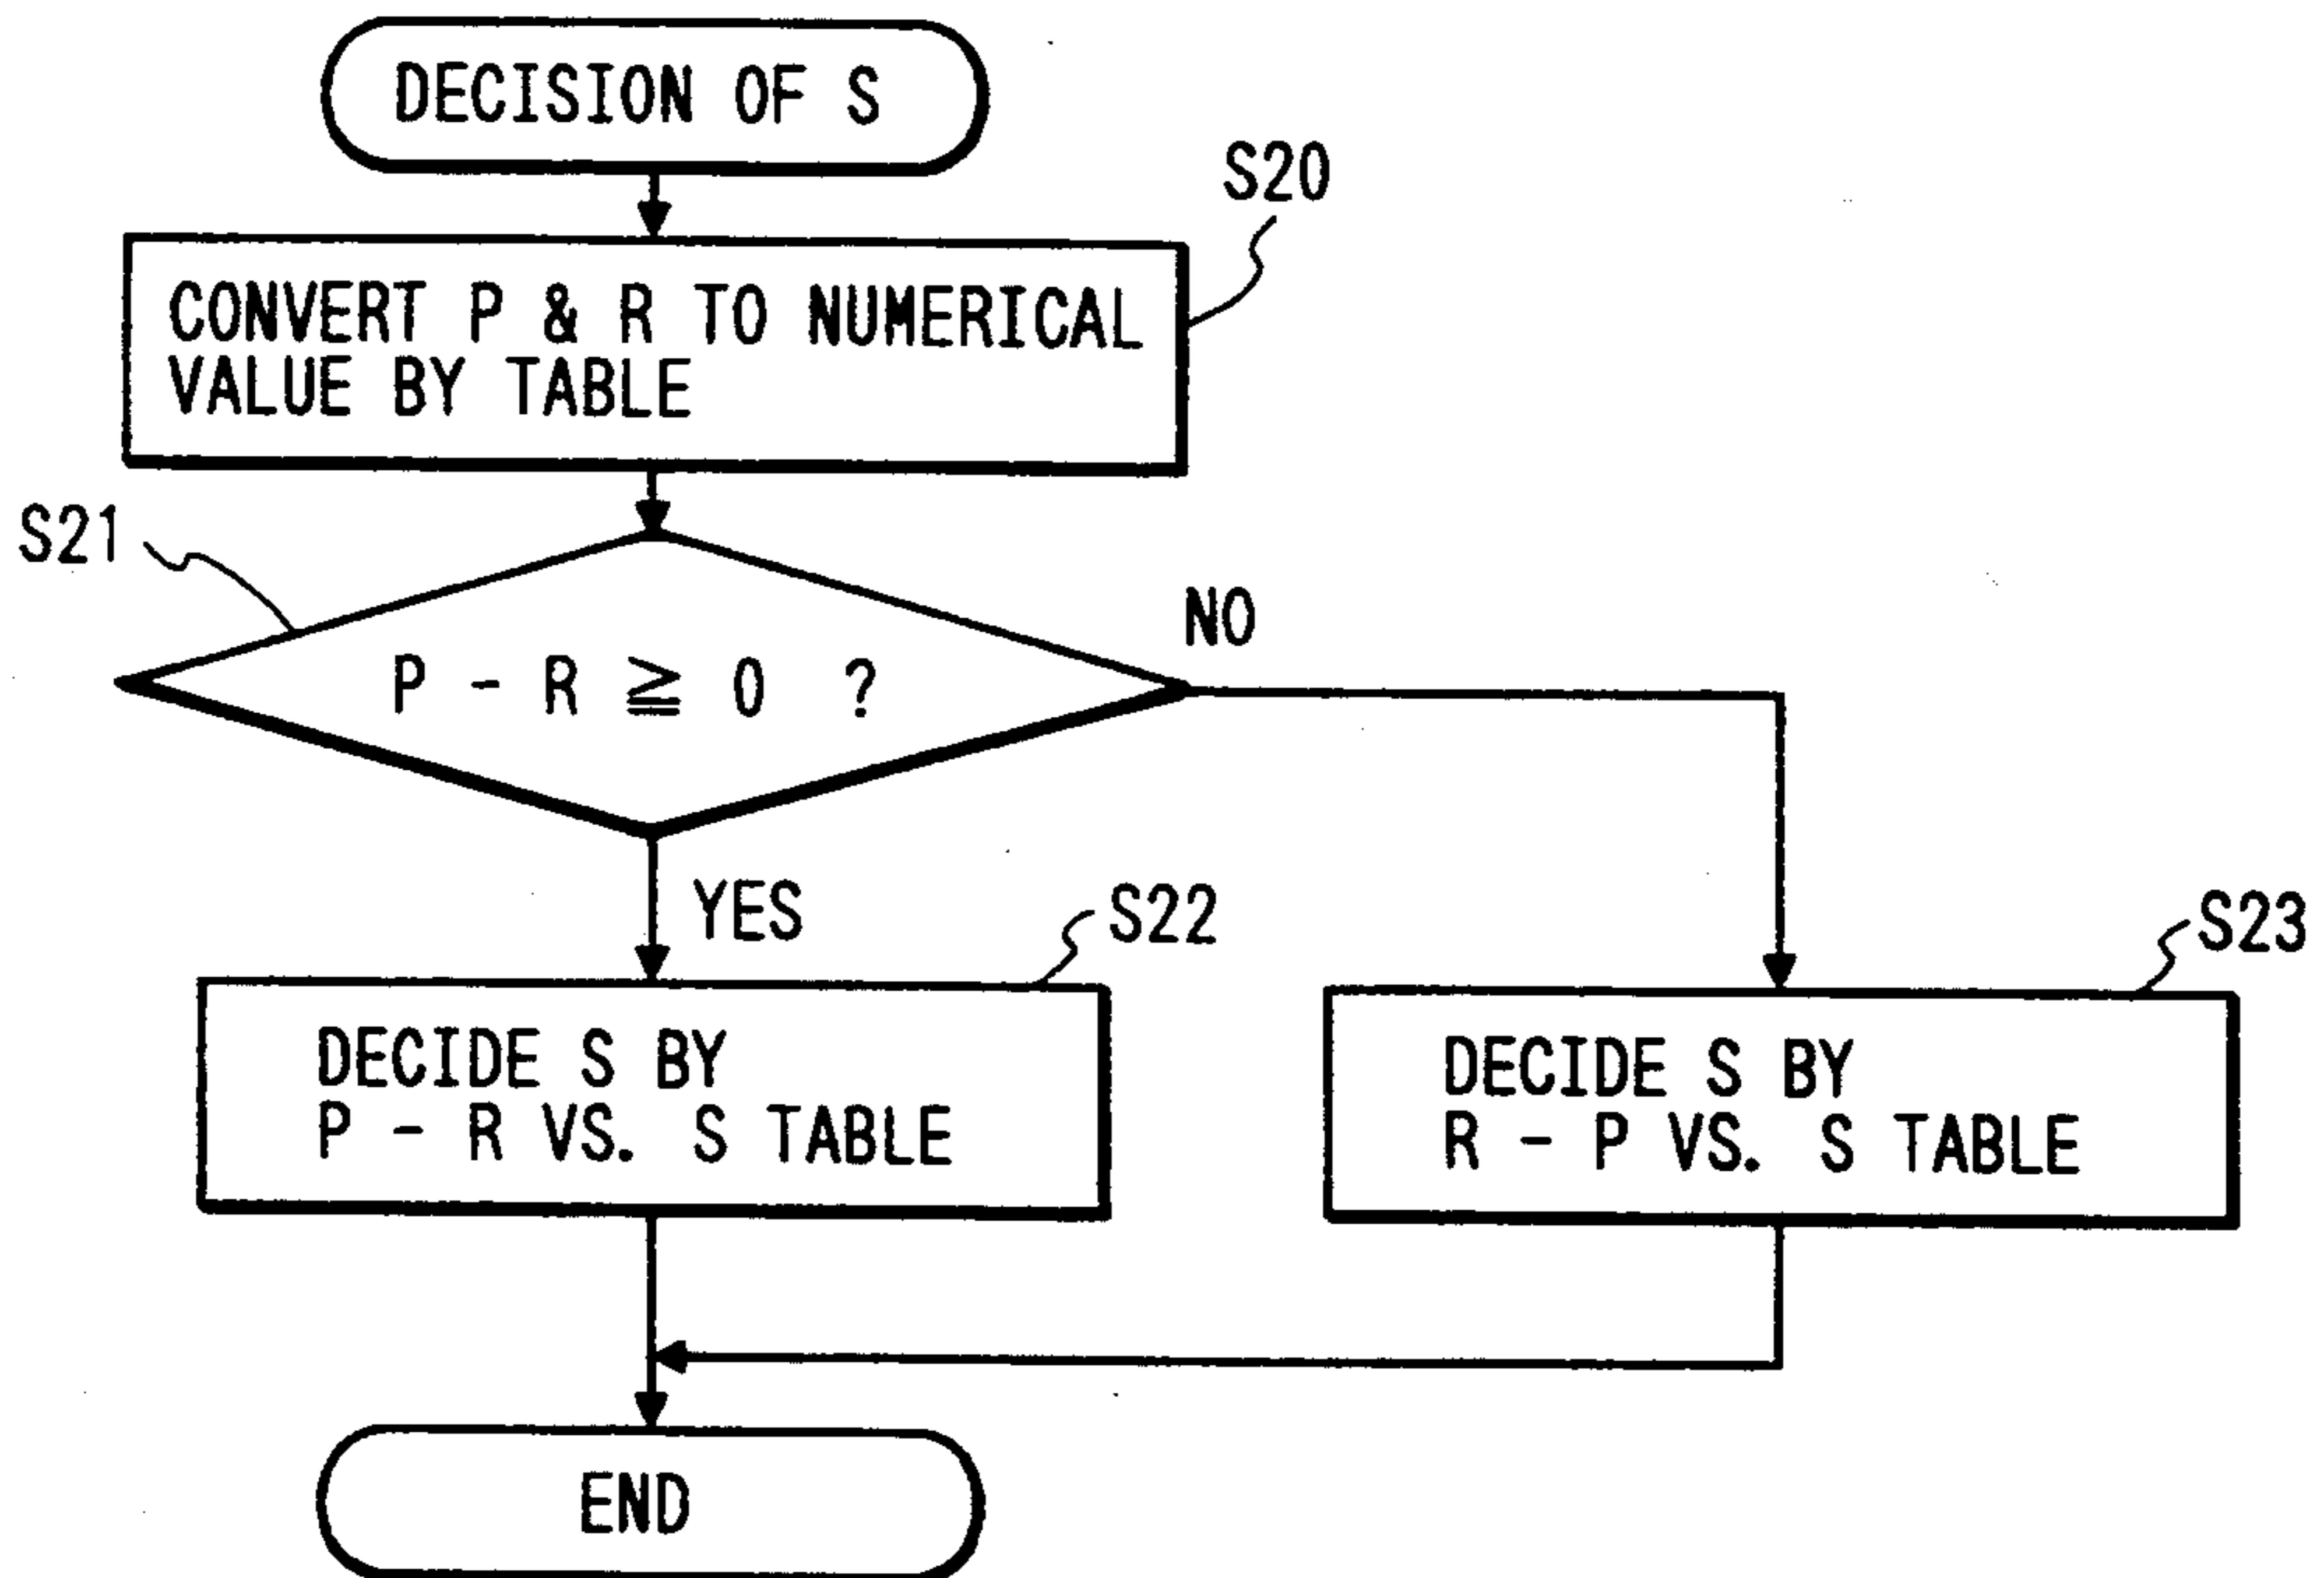 DECISION OF S
S20
CONVERT P & R TO NUMERICAL
VALUE BY TABLE
S21
NO
P - R ≧ 0 ?
YES
S22
S23
DECIDE S BY
P - R VS. S TABLE
DECIDE S BY
R - P VS. S TABLE
END